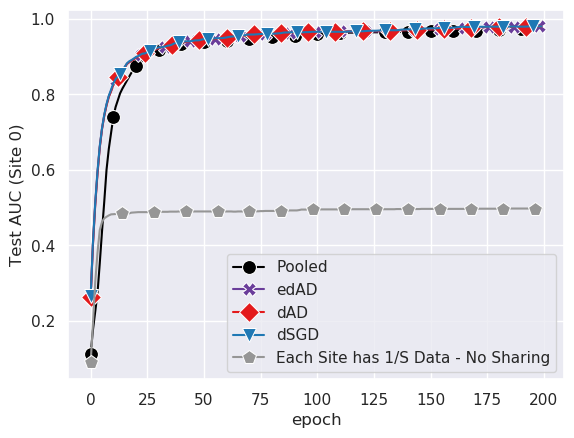 1.0
0.8
0.6
0.4
0.2
Test AUC (Site 0)
Pooled
edAD
dAD
dSGD
Each Site has 1/S Data - No Sharing
0 25 50 75 100 125 150 175 200
epoch